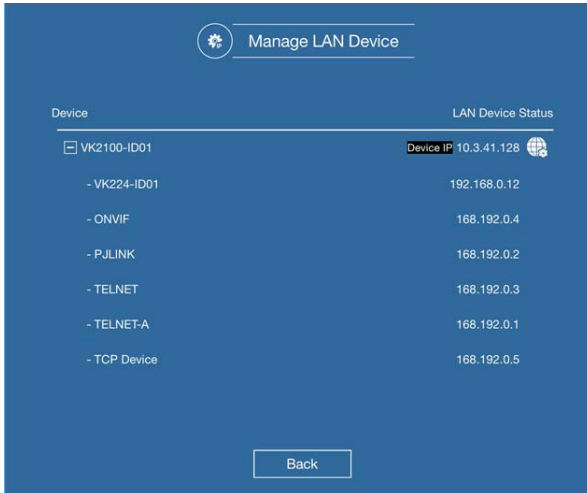 Manage LAN Device
Device LAN Device Status
VK2100-ID01 Device IP 10.3.41.128
- VK224-ID01 192.168.0.12
- ONVIF 168.192.0.4
- PJLINK 168.192.0.2
- TELNET 168.192.0.3
- TELNET-A 168.192.0.1
- TCP Device 168.192.0.5
Back